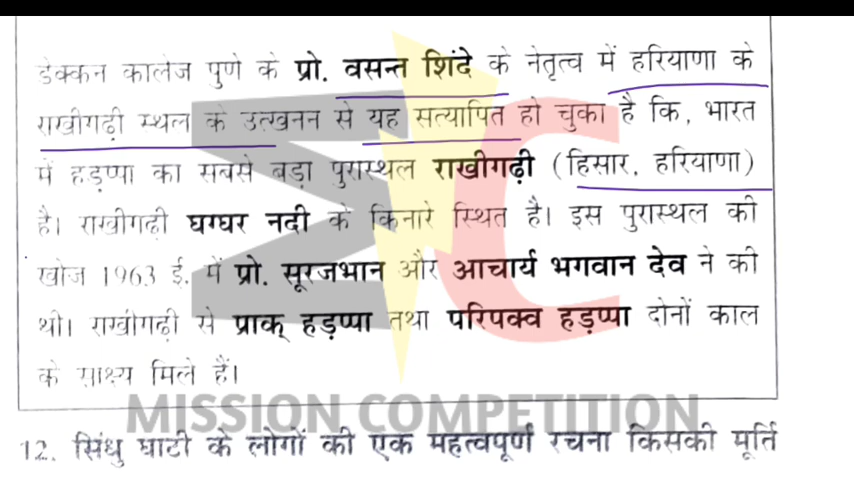 डेक्कन कालेज पुणे के प्रो. वसन्त शिंदे के नेतृत्व में हरियाणा के
राखीगढ़ी स्थल के उत्खनन से यह सत्यापित हो चुका है कि, भारत
में हड़प्पा का सबसे बड़ा पुरास्थल राखीगढ़ी (हिसार, हरियाणा)
है। राखीगढ़ी घग्घर नदी के किनारे स्थित है। इस पुरास्थल की
खोज 1963 ई. में प्रो. सूरजभान और आचार्य भगवान देव ने की
थी। राखीगढ़ी से प्राक् हड़प्पा तथा परिपक्व हड़प्पा दोनों काल
के साक्ष्य मिले हैं।
MISSION COMPETITION
12. सिंधु घाटी के लोगों की एक महत्वपूर्ण रचना किसकी मूर्ति